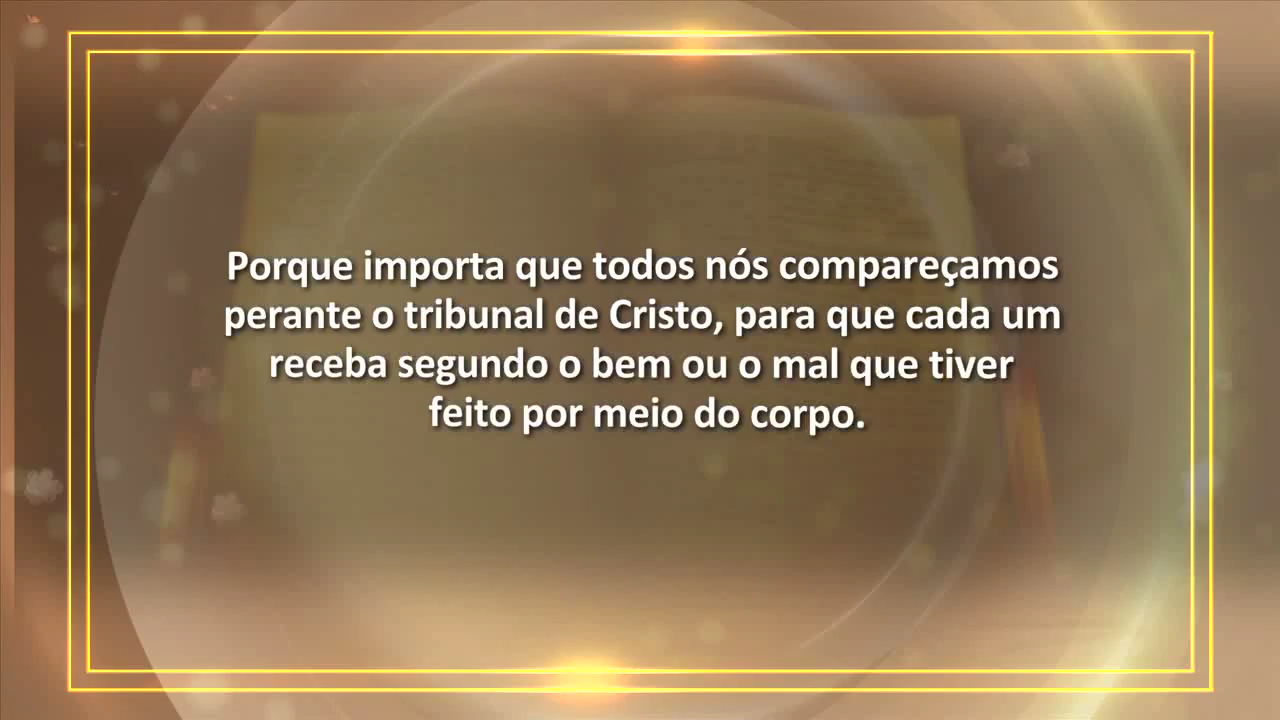 Porque importa que todos nós compareçamos
perante o tribunal de Cristo, para que cada um
receba segundo o bem ou o mal que tiver
feito por meio do corpo.